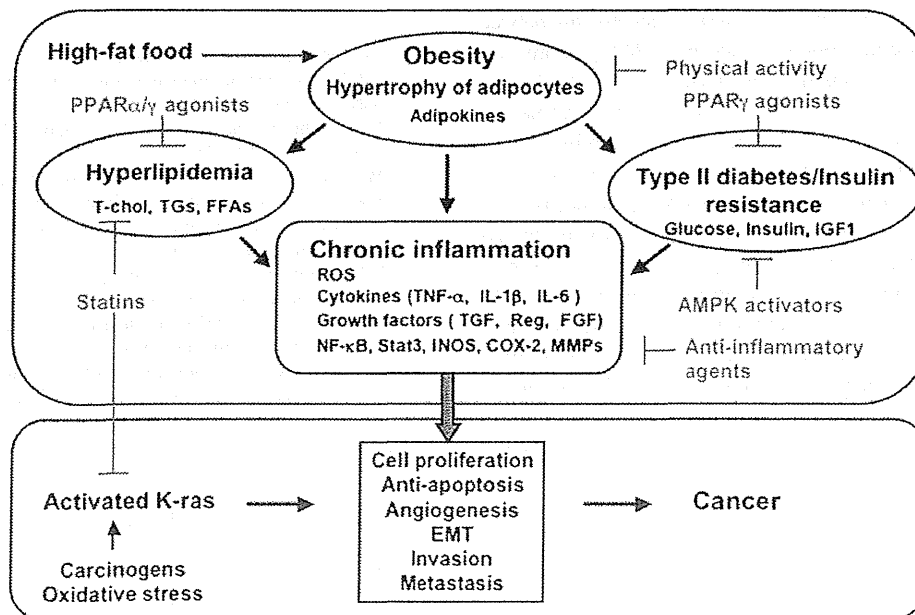 High-fat food
Obesity
Hypertrophy of adipocytes
Adipokines
Physical activity
PPARα/γ agonists
PPARγ agonists
Hyperlipidemia
T-chol, TGs, FFAs
Type II diabetes/Insulin
resistance
Glucose, Insulin, IGF1
Chronic inflammation
ROS
Cytokines (TNF-α, IL-1β, IL-6 )
Growth factors ( TGF, Reg, FGF)
NF-κB, Stat3, INOS, COX-2, MMPs
Statins
AMPK activators
Anti-inflammatory
agents
Activated K-ras
Carcinogens
Oxidative stress
Cell proliferation
Anti-apoptosis
Angiogenesis
EMT
Invasion
Metastasis
Cancer